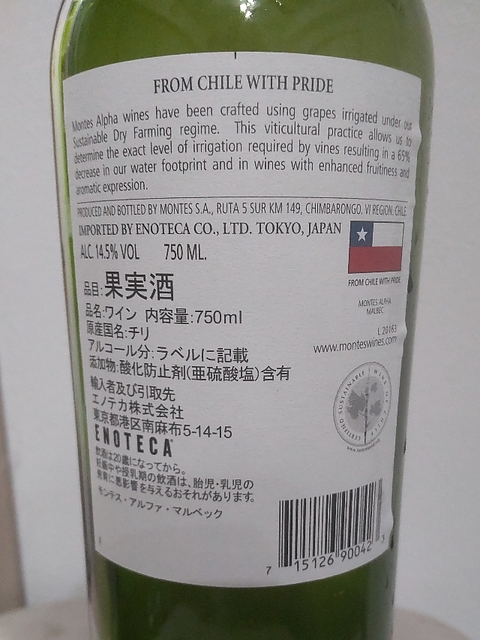 FROM CHILE WITH PRIDE
Montes Alpha wines have been crafted using grapes irrigated under our
Sustainable Dry Farming regime. This viticultural practice allows us to
determine the exact level of irrigation required by vines resulting in a 65%
decrease in our water footprint and in wines with enhanced fruitiness and
aromatic expression.
PRODUCED AND BOTTLED BY MONTES S.A., RUTA 5 SUR KM 149, CHIMBARONGO. VI REGION. CHILE
IMPORTED BY ENOTECA CO., LTD. TOKYO, JAPAN
ALC. 14.5% VOL 750 ML.
FROM CHILE WITH PRIDE
品目:果実酒
MONTES ALPHA
MALBEC
品名:ワイン 内容量:750ml
原産国名:チリ
L 20163
アルコール分:ラベルに記載
www.monteswines.com
添加物:酸化防止剤(亜硫酸塩)含有
輸入者及び引取先
エノテカ株式会社
東京都港区南麻布5-14-15
ENOTECA
飲酒は20歳になってから。
妊娠中や授乳期の飲酒は、胎児・乳児の
発育に悪影響を与えるおそれがあります。
モンテス・アルファ・マルベック
CERTIFIED SUSTAINABLE WINE OF CHILE
7 15126 90042 3